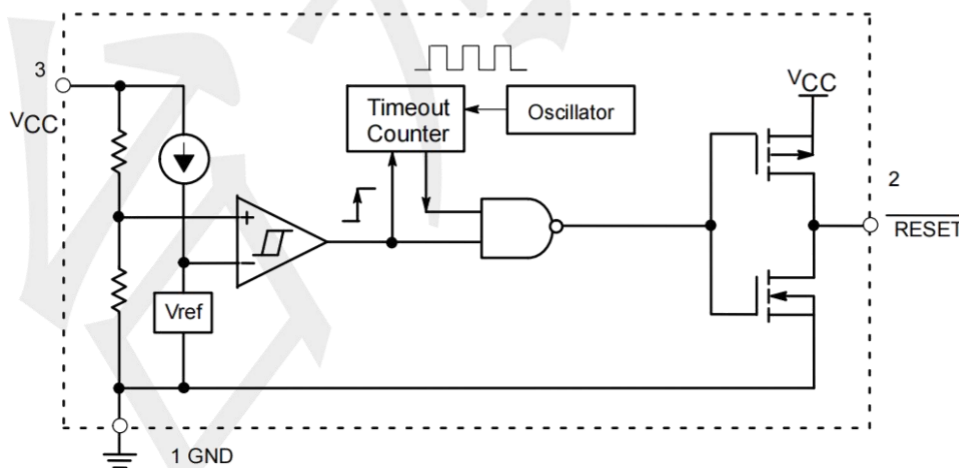 3
VCC
Timeout
Counter
Oscillator
VCC
2
RESET
+
−
Vref
1 GND